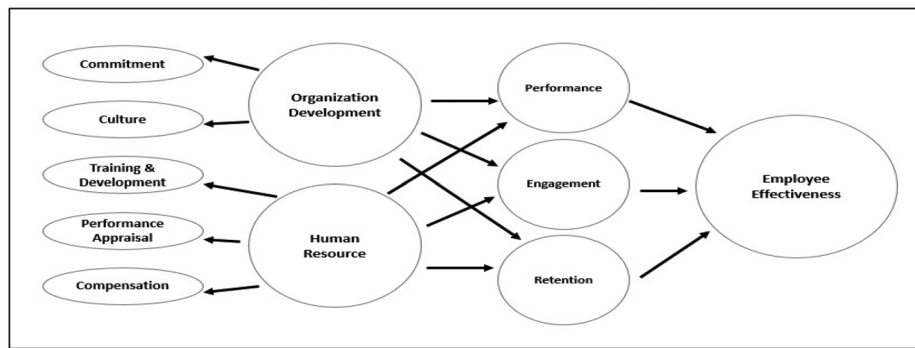 Commitment
Culture
Training &
Development
Performance
Appraisal
Compensation
Organization
Development
Human
Resource
Performance
Engagement
Retention
Employee
Effectiveness